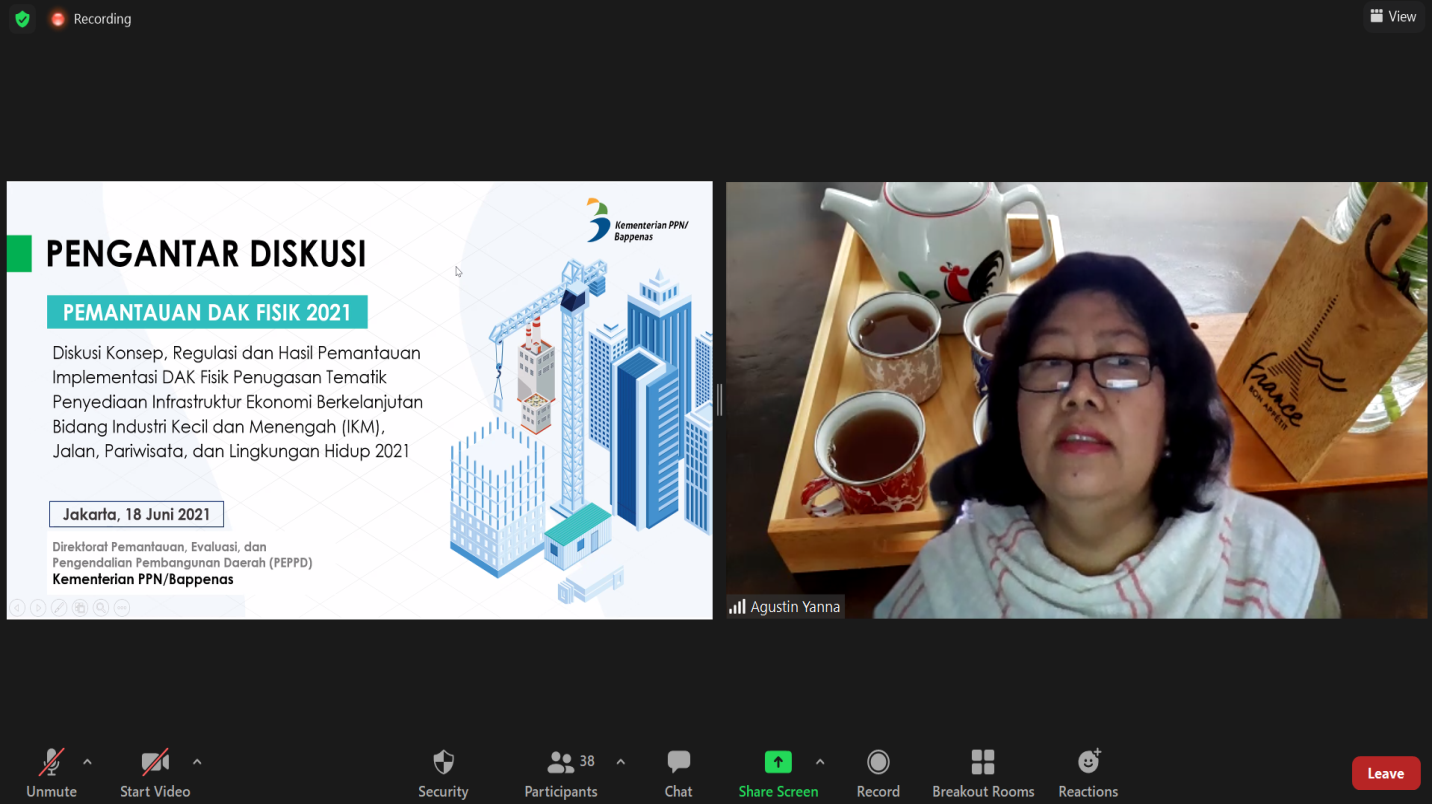 Recording
View
Kementerian PPN/
Bappenas
PENGANTAR DISKUSI
PEMANTAUAN DAK FISIK 2021
Diskusi Konsep, Regulasi dan Hasil Pemantauan
Implementasi DAK Fisik Penugasan Tematik
Penyediaan Infrastruktur Ekonomi Berkelanjutan
Bidang Industri Kecil dan Menengah (IKM),
Jalan, Pariwisata, dan Lingkungan Hidup 2021
Jakarta, 18 Juni 2021
Direktorat Pemantauan, Evaluasi, dan
Pengendalian Pembangunan Daerah (PEPPD)
Kementerian PPN/Bappenas
France
BON APPETIT
Agustin Yanna
Unmute
Start Video
Security
Participants
38
Chat
Share Screen
Record
Breakout Rooms
Reactions
Leave